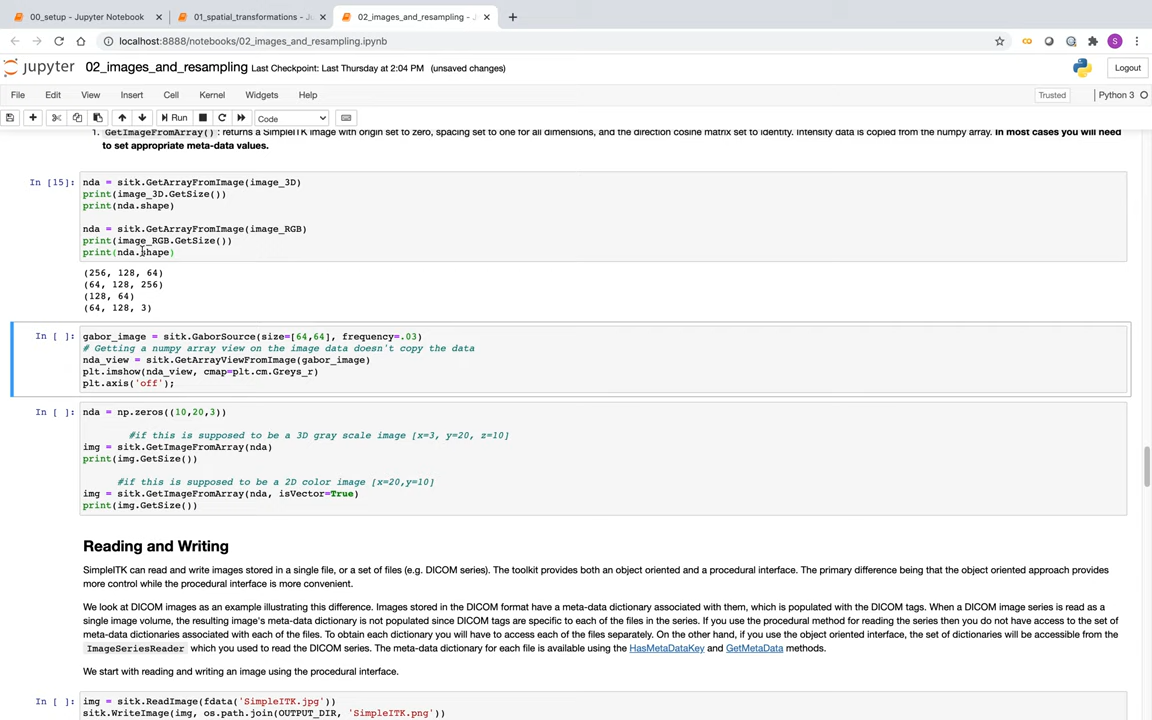 00_setup - Jupyter Notebook
01_spatial_transformations - Ju
02_images_and_resampling -
localhost:8888/notebooks/02_images_and_resampling.ipynb
S
jupyter 02_images_and_resampling Last Checkpoint: Last Thursday at 2:04 PM (unsaved changes)
Logout
File Edit View Insert Cell Kernel Widgets Help
Trusted
Python 3
Run
Code
1. GetImageFromArray() : returns a SimpleITK image with origin set to zero, spacing set to one for all dimensions, and the direction cosine matrix set to identity. Intensity data is copied from the numpy array. In most cases you will need
to set appropriate meta-data values.
In [15]: nda = sitk.GetArrayFromImage(image_3D)
print(image_3D.GetSize())
print(nda.shape)
nda = sitk.GetArrayFromImage(image_RGB)
print(image_RGB.GetSize())
print(nda.shape)
(256, 128, 64)
(64, 128, 256)
(128, 64)
(64, 128, 3)
In [ ]: gabor_image = sitk.GaborSource(size=[64,64], frequency=.03)
# Getting a numpy array view on the image data doesn't copy the data
nda_view = sitk.GetArrayViewFromImage(gabor_image)
plt.imshow(nda_view, cmap=plt.cm.Greys_r)
plt.axis('off');
In [ ]: nda = np.zeros((10,20,3))
#if this is supposed to be a 3D gray scale image [x=3, y=20, z=10]
img = sitk.GetImageFromArray(nda)
print(img.GetSize())
#if this is supposed to be a 2D color image [x=20,y=10]
img = sitk.GetImageFromArray(nda, isVector=True)
print(img.GetSize())
Reading and Writing
SimpleITK can read and write images stored in a single file, or a set of files (e.g. DICOM series). The toolkit provides both an object oriented and a procedural interface. The primary difference being that the object oriented approach provides
more control while the procedural interface is more convenient.
We look at DICOM images as an example illustrating this difference. Images stored in the DICOM format have a meta-data dictionary associated with them, which is populated with the DICOM tags. When a DICOM image series is read as a
single image volume, the resulting image's meta-data dictionary is not populated since DICOM tags are specific to each of the files in the series. If you use the procedural method for reading the series then you do not have access to the set of
meta-data dictionaries associated with each of the files. To obtain each dictionary you will have to access each of the files separately. On the other hand, if you use the object oriented interface, the set of dictionaries will be accessible from the
ImageSeriesReader which you used to read the DICOM series. The meta-data dictionary for each file is available using the HasMetaDataKey and GetMetaData methods.
We start with reading and writing an image using the procedural interface.
In [ ]: img = sitk.ReadImage(fdata('SimpleITK.jpg'))
sitk.WriteImage(img, os.path.join(OUTPUT_DIR, 'SimpleITK.png'))